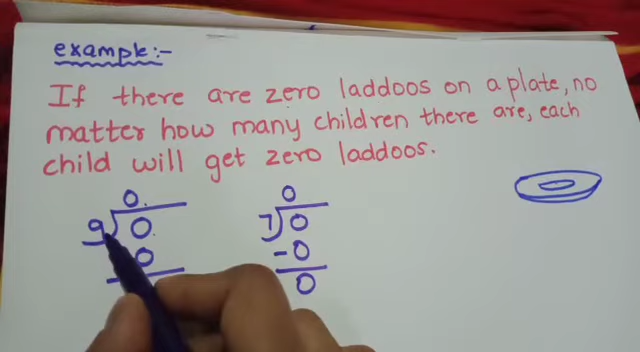 example:-
If there are zero laddoos on a plate, no
matter how many children there are, each
child will get zero laddoos.
0 0
9)0 7)0
0 -0
0